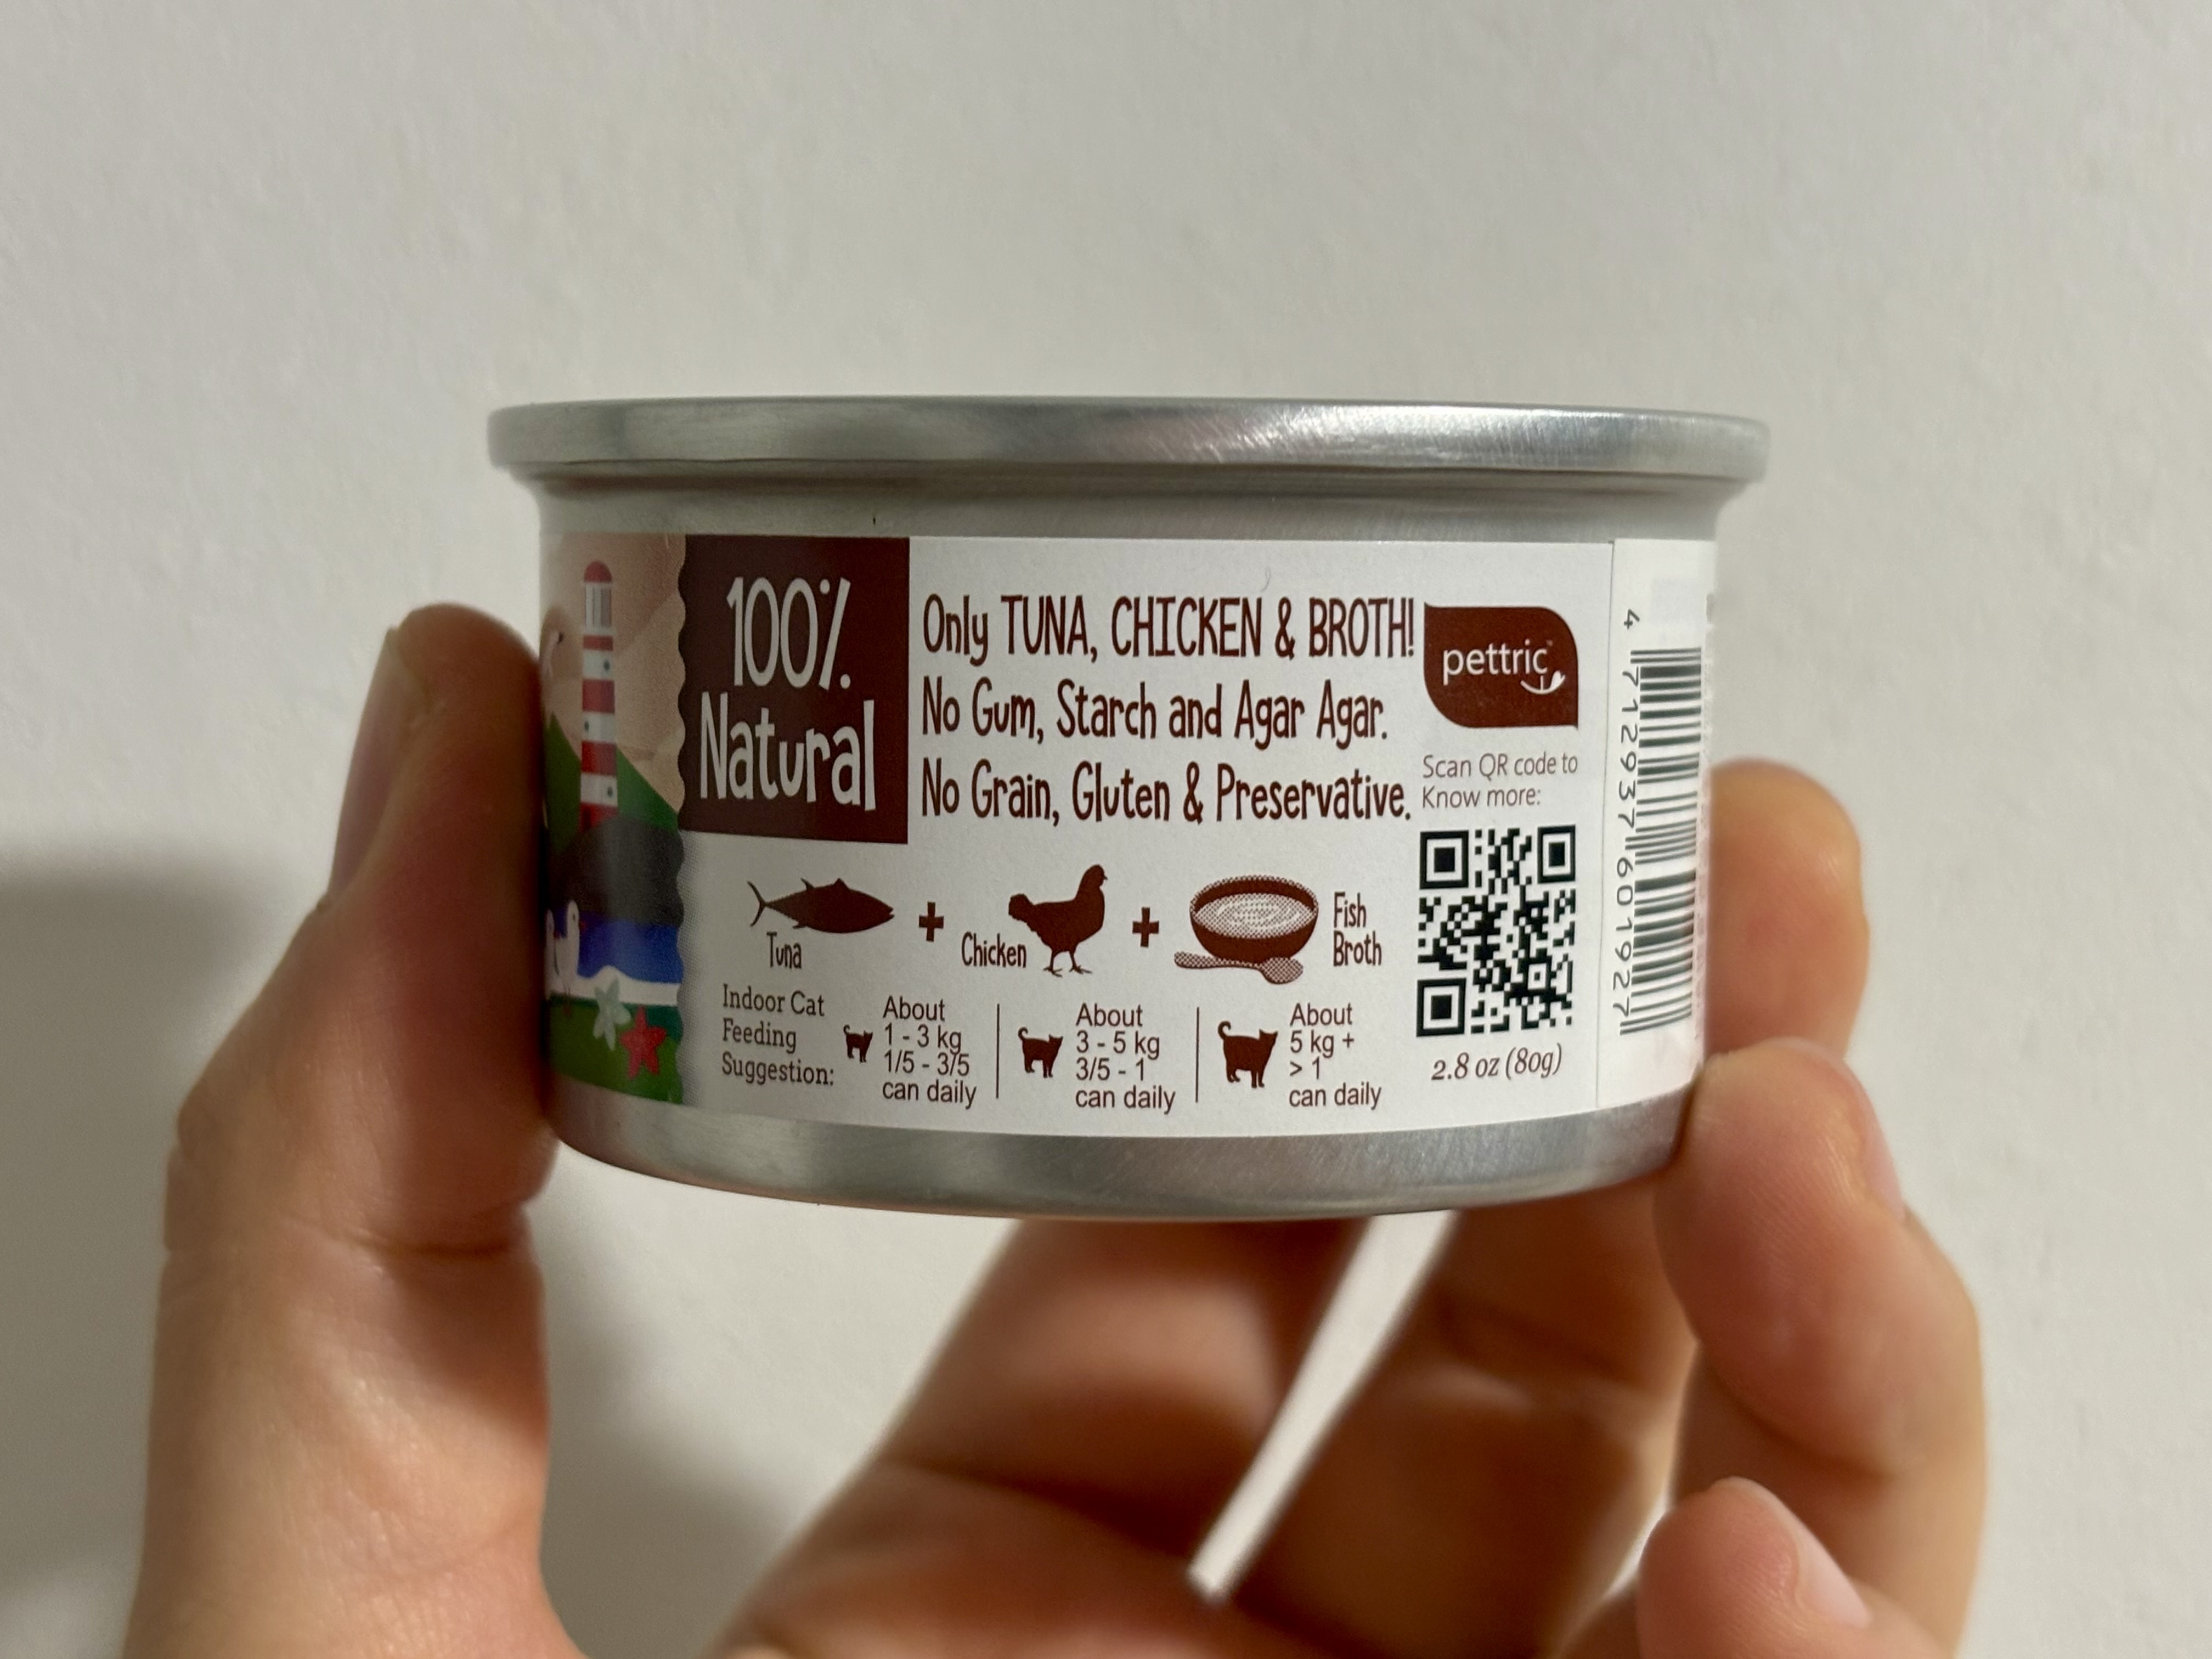 100%
Natural
Only TUNA, CHICKEN & BROTH!
No Gum, Starch and Agar Agar.
No Grain, Gluten & Preservative.
pettric™
Scan QR code to
Know more:
Tuna
+
Chicken
+
Fish
Broth
Indoor Cat
Feeding
Suggestion:
About
1 - 3 kg
1/5 - 3/5
can daily
About
3 - 5 kg
3/5 - 1
can daily
About
5 kg +
> 1
can daily
2.8 oz (80g)
4 712937 601927